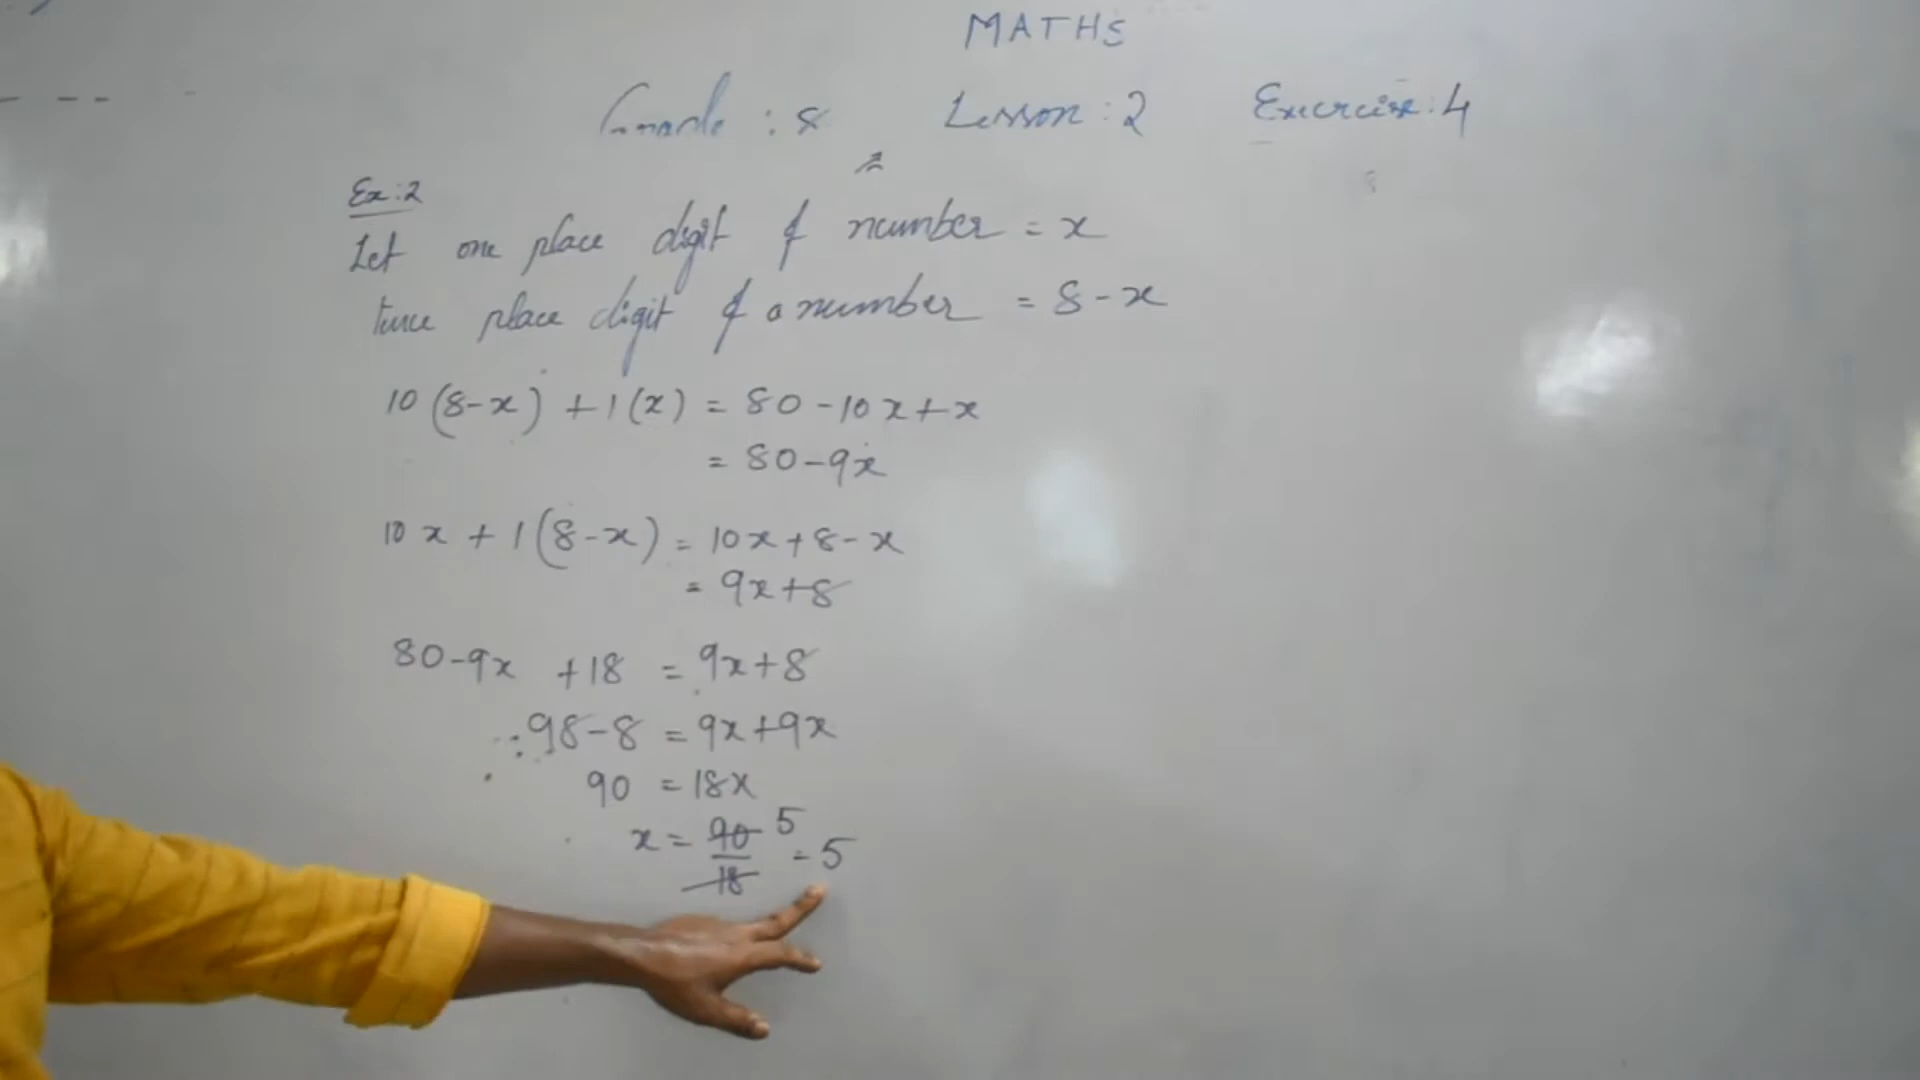 MATHS
Grade : 8 Lesson : 2 Exercise : 4
Ex : 2
Let one place digit of number = x
place digit of a number = 8 - x
10 (8-x) + 1(x) = 80 - 10x + x
= 80 - 9x
10 x + 1(8-x) = 10x + 8 - x
= 9x + 8
80 - 9x + 18 = 9x + 8
98 - 8 = 9x + 9x
90 = 18x
x = 90/18 5 = 5